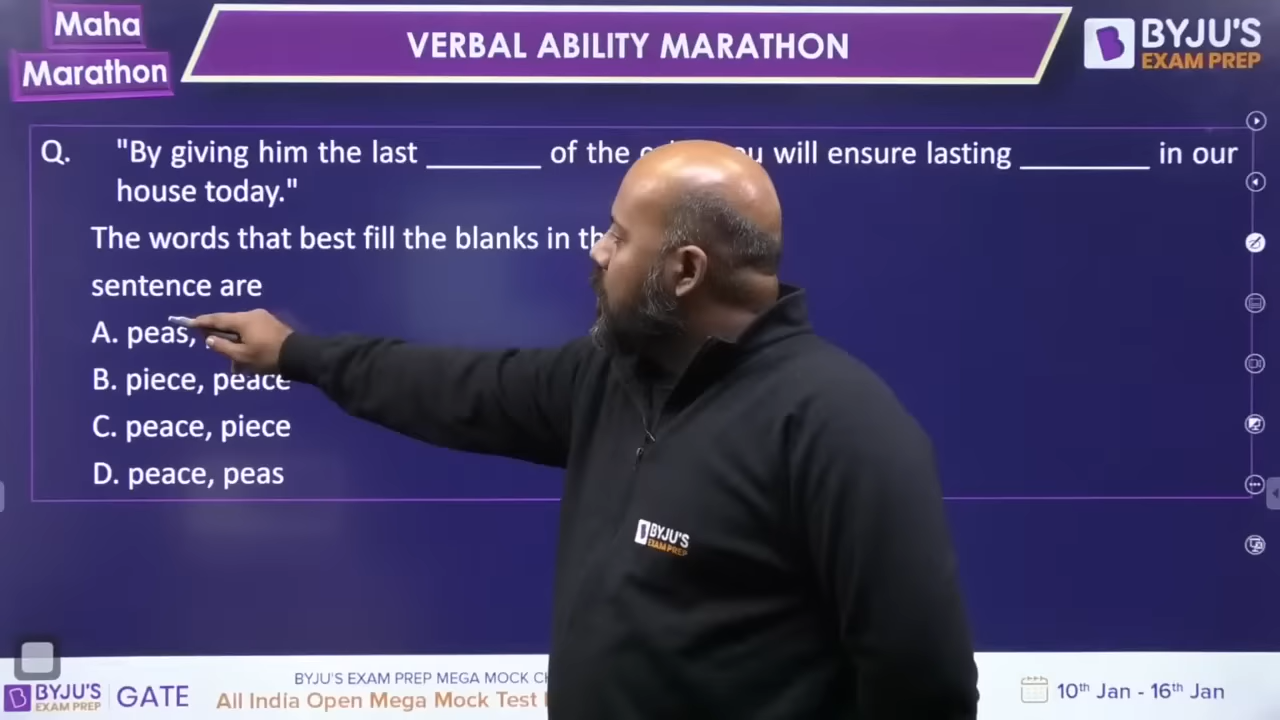 Maha
Marathon
VERBAL ABILITY MARATHON
BYJU'S
EXAM PREP
Q. "By giving him the last _______ of the will ensure lasting ________ in our
house today."
The words that best fill the blanks in
sentence are
A. peas,
B. piece, peace
C. peace, piece
D. peace, peas
BYJU'S
EXAM PREP
BYJU'S
EXAM PREP
GATE
BYJU'S EXAM PREP MEGA MOCK
All India Open Mega Mock Test
10th Jan - 16th Jan